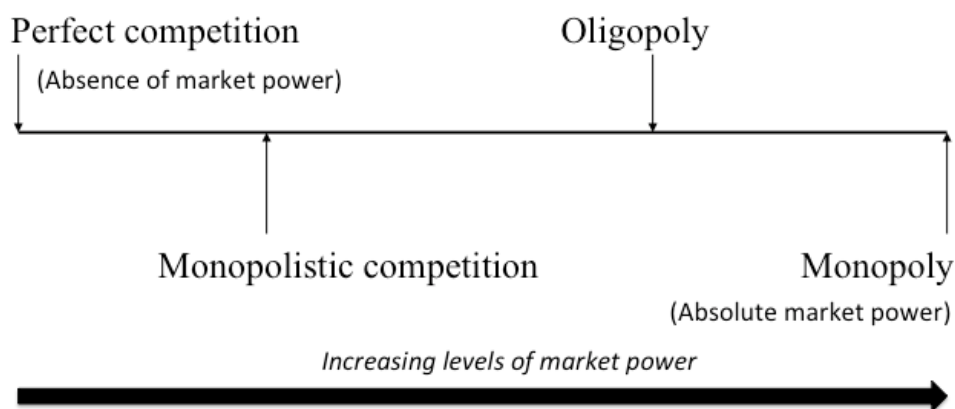 Perfect competition
Oligopoly
(Absence of market power)
Monopolistic competition
Monopoly
(Absolute market power)
Increasing levels of market power